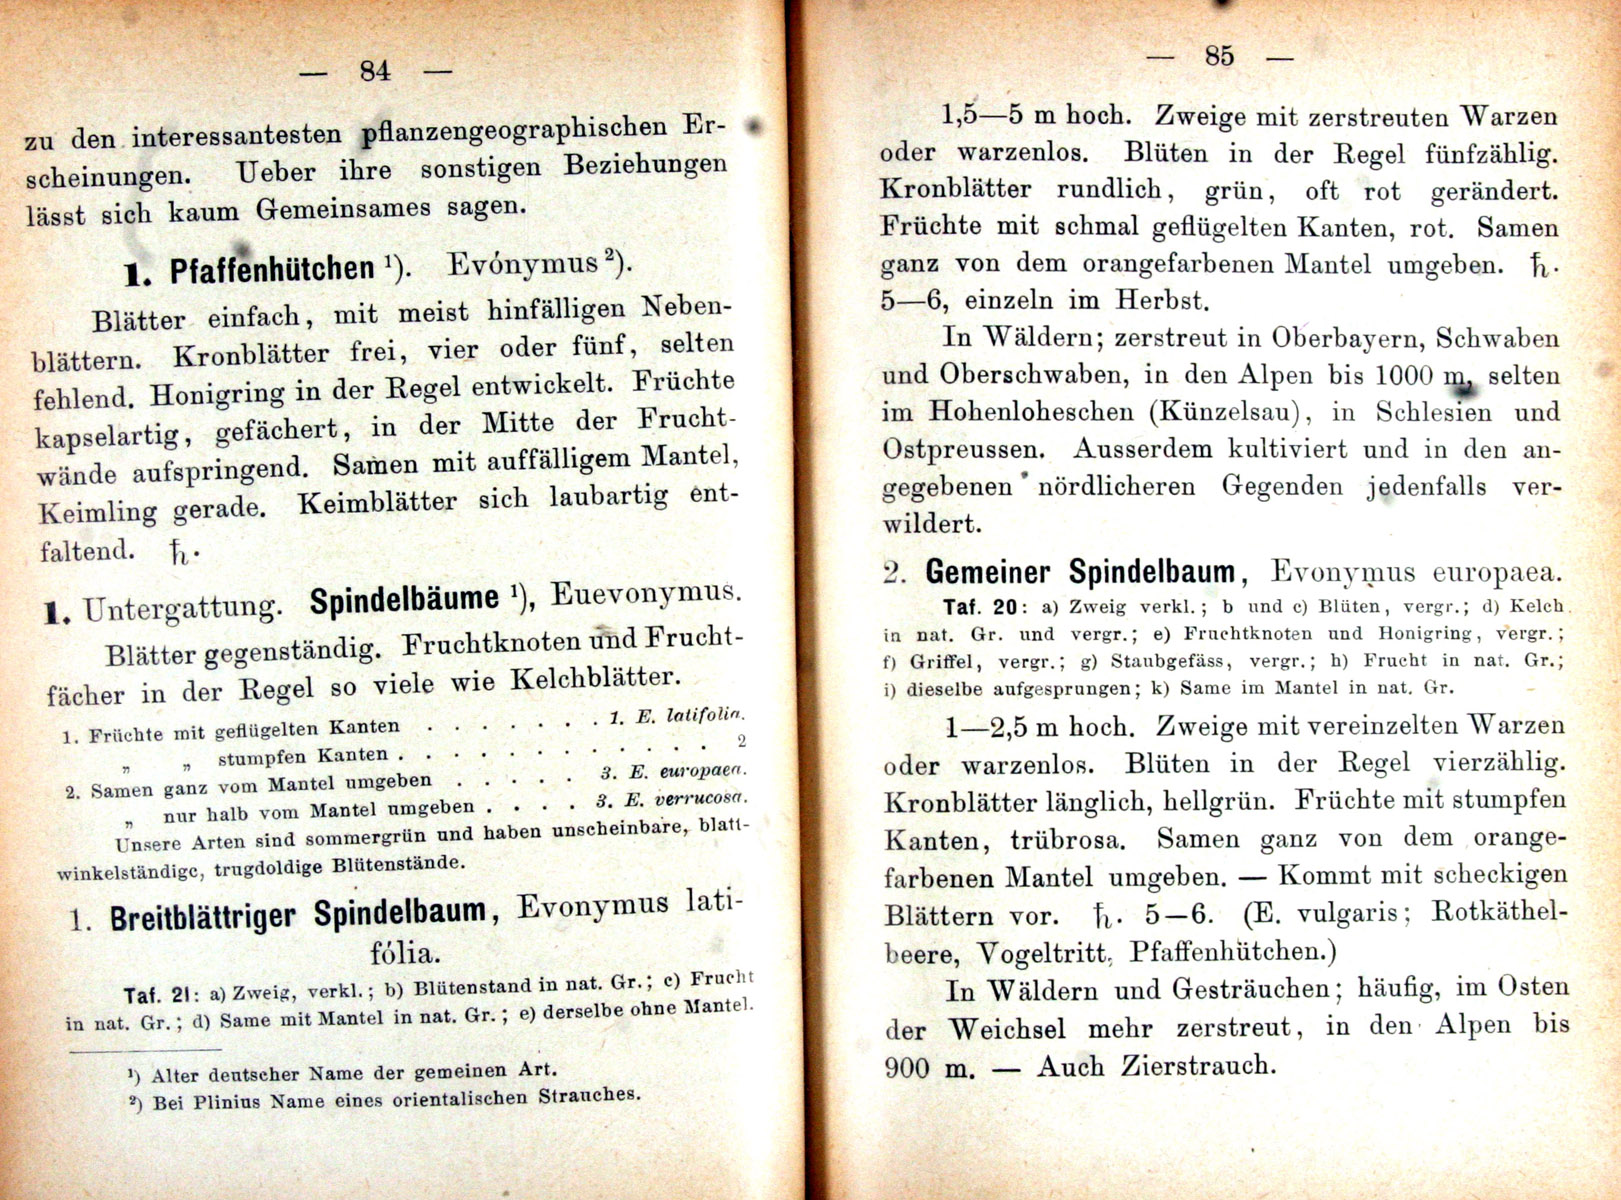 — 84 —
zu den interessantesten pflanzengeographischen Er-
scheinungen. Ueber ihre sonstigen Beziehungen
lässt sich kaum Gemeinsames sagen.
1. Pfaffenhütchen ¹). Evónymus ²).
Blätter einfach, mit meist hinfälligen Neben-
blättern. Kronblätter frei, vier oder fünf, selten
fehlend. Honigring in der Regel entwickelt. Früchte
kapselartig, gefächert, in der Mitte der Frucht-
wände aufspringend. Samen mit auffälligem Mantel,
Keimling gerade. Keimblätter sich laubartig ent-
faltend. ♄.
1. Untergattung. Spindelbäume ¹), Euevonymus.
Blätter gegenständig. Fruchtknoten und Frucht-
fächer in der Regel so viele wie Kelchblätter.
1. Früchte mit geflügelten Kanten . . . . . . . 1. E. latifolia.
„ „ stumpfen Kanten . . . . . . . . . . . 2
2. Samen ganz vom Mantel umgeben . . . . . 3. E. europaea.
„ nur halb vom Mantel umgeben . . . . 3. E. verrucosa.
Unsere Arten sind sommergrün und haben unscheinbare, blatt-
winkelständige, trugdoldige Blütenstände.
1. Breitblättriger Spindelbaum, Evonymus lati-
fólia.
Taf. 21: a) Zweig, verkl.; b) Blütenstand in nat. Gr.; c) Frucht
in nat. Gr.; d) Same mit Mantel in nat. Gr.; e) derselbe ohne Mantel.
¹) Alter deutscher Name der gemeinen Art.
²) Bei Plinius Name eines orientalischen Strauches.
— 85 —
1,5—5 m hoch. Zweige mit zerstreuten Warzen
oder warzenlos. Blüten in der Regel fünfzählig.
Kronblätter rundlich, grün, oft rot gerändert.
Früchte mit schmal geflügelten Kanten, rot. Samen
ganz von dem orangefarbenen Mantel umgeben. ♄.
5—6, einzeln im Herbst.
In Wäldern; zerstreut in Oberbayern, Schwaben
und Oberschwaben, in den Alpen bis 1000 m, selten
im Hohenloheschen (Künzelsau), in Schlesien und
Ostpreussen. Ausserdem kultiviert und in den an-
gegebenen nördlicheren Gegenden jedenfalls ver-
wildert.
2. Gemeiner Spindelbaum, Evonymus europaea.
Taf. 20: a) Zweig verkl.; b und c) Blüten, vergr.; d) Kelch
in nat. Gr. und vergr.; e) Fruchtknoten und Honigring, vergr.;
f) Griffel, vergr.; g) Staubgefäss, vergr.; h) Frucht in nat. Gr.;
i) dieselbe aufgesprungen; k) Same im Mantel in nat. Gr.
1—2,5 m hoch. Zweige mit vereinzelten Warzen
oder warzenlos. Blüten in der Regel vierzählig.
Kronblätter länglich, hellgrün. Früchte mit stumpfen
Kanten, trübrosa. Samen ganz von dem orange-
farbenen Mantel umgeben. — Kommt mit scheckigen
Blättern vor. ♄. 5—6. (E. vulgaris; Rotkäthel-
beere, Vogeltritt, Pfaffenhütchen.)
In Wäldern und Gesträuchen; häufig, im Osten
der Weichsel mehr zerstreut, in den Alpen bis
900 m. — Auch Zierstrauch.